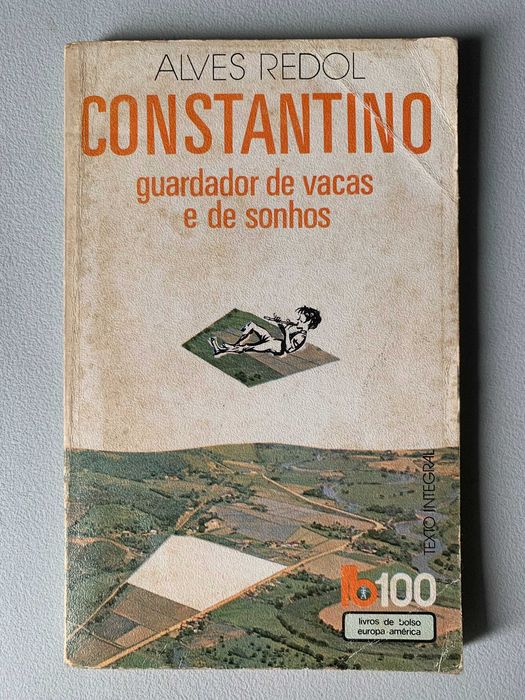 ALVES REDOL
CONSTANTINO
guardador de vacas
e de sonhos
TEXTO INTEGRAL
lb100
livros de bolso
europa-américa